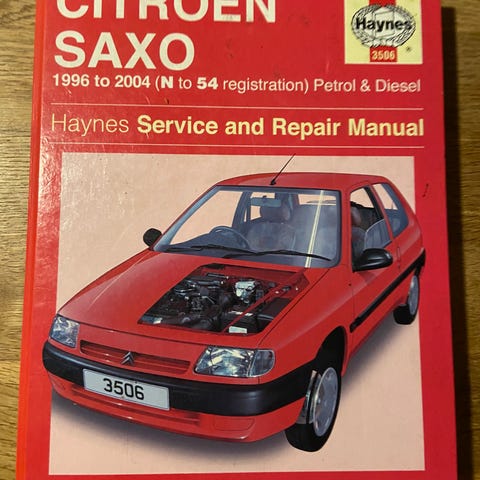 CITROËN
SAXO
Haynes
3506
1996 to 2004 (N to 54 registration) Petrol & Diesel
Haynes Service and Repair Manual
3506